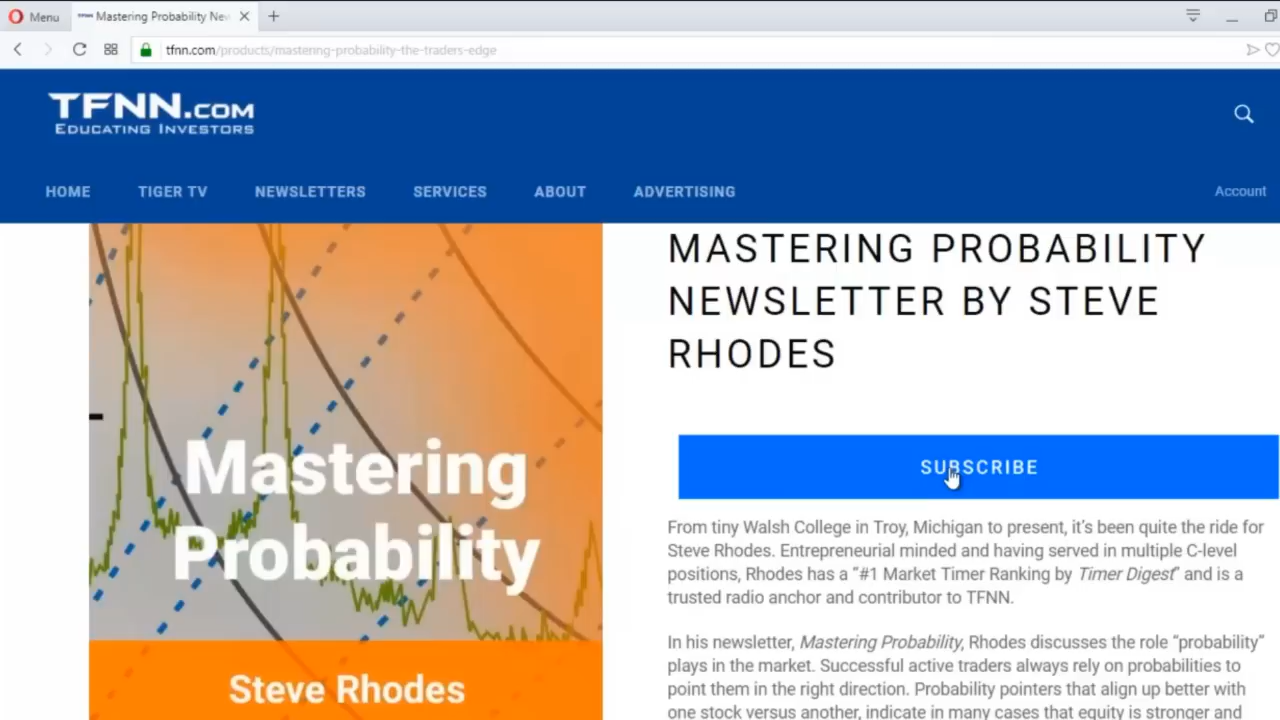 Menu
Mastering Probability New
tfnn.com/products/mastering-probability-the-traders-edge
TFNN.COM
EDUCATING INVESTORS
HOME TIGER TV NEWSLETTERS SERVICES ABOUT ADVERTISING Account
MASTERING PROBABILITY
NEWSLETTER BY STEVE
RHODES
Mastering
Probability
Steve Rhodes
SUBSCRIBE
From tiny Walsh College in Troy, Michigan to present, it's been quite the ride for
Steve Rhodes. Entrepreneurial minded and having served in multiple C-level
positions, Rhodes has a “#1 Market Timer Ranking by Timer Digest” and is a
trusted radio anchor and contributor to TFNN.
In his newsletter, Mastering Probability, Rhodes discusses the role “probability”
plays in the market. Successful active traders always rely on probabilities to
point them in the right direction. Probability pointers that align up better with
one stock versus another, indicate in many cases that equity is stronger and